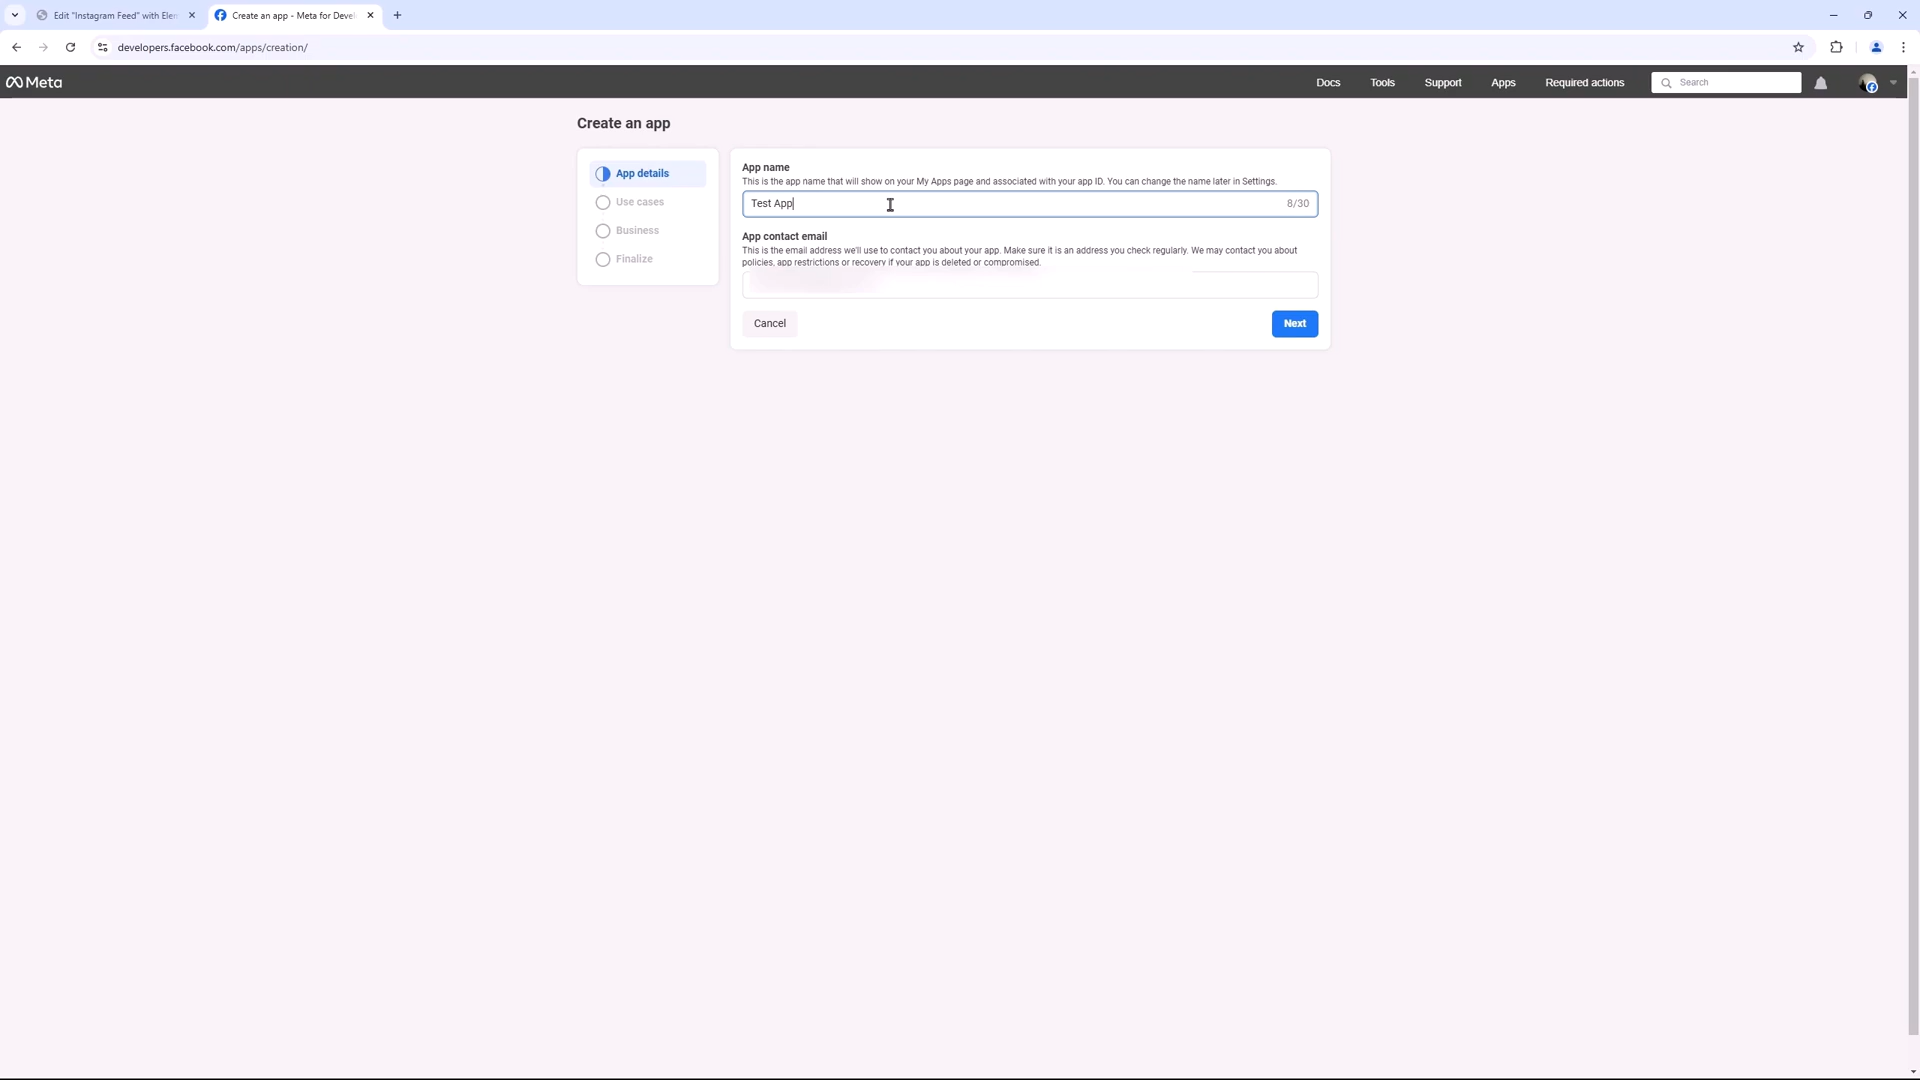 Edit "Instagram Feed" with Elem
Create an app - Meta for Devel
developers.facebook.com/apps/creation/
Meta
Docs
Tools
Support
Apps
Required actions
Search
Create an app
App details
Use cases
Business
Finalize
App name
This is the app name that will show on your My Apps page and associated with your app ID. You can change the name later in Settings.
Test App
8/30
App contact email
This is the email address we'll use to contact you about your app. Make sure it is an address you check regularly. We may contact you about
policies, app restrictions or recovery if your app is deleted or compromised.
Cancel
Next